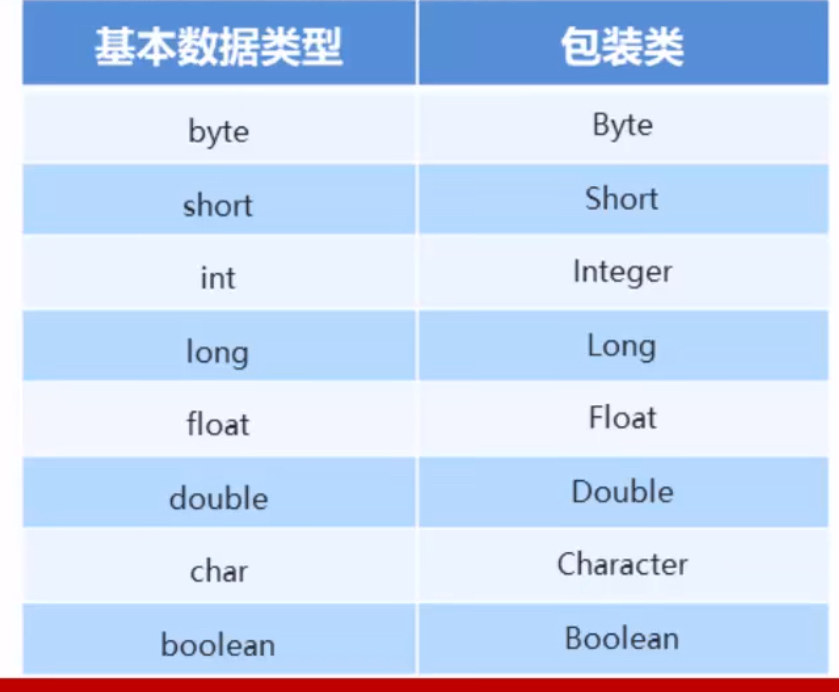 基本数据类型 包装类
byte Byte
short Short
int Integer
long Long
float Float
double Double
char Character
boolean Boolean